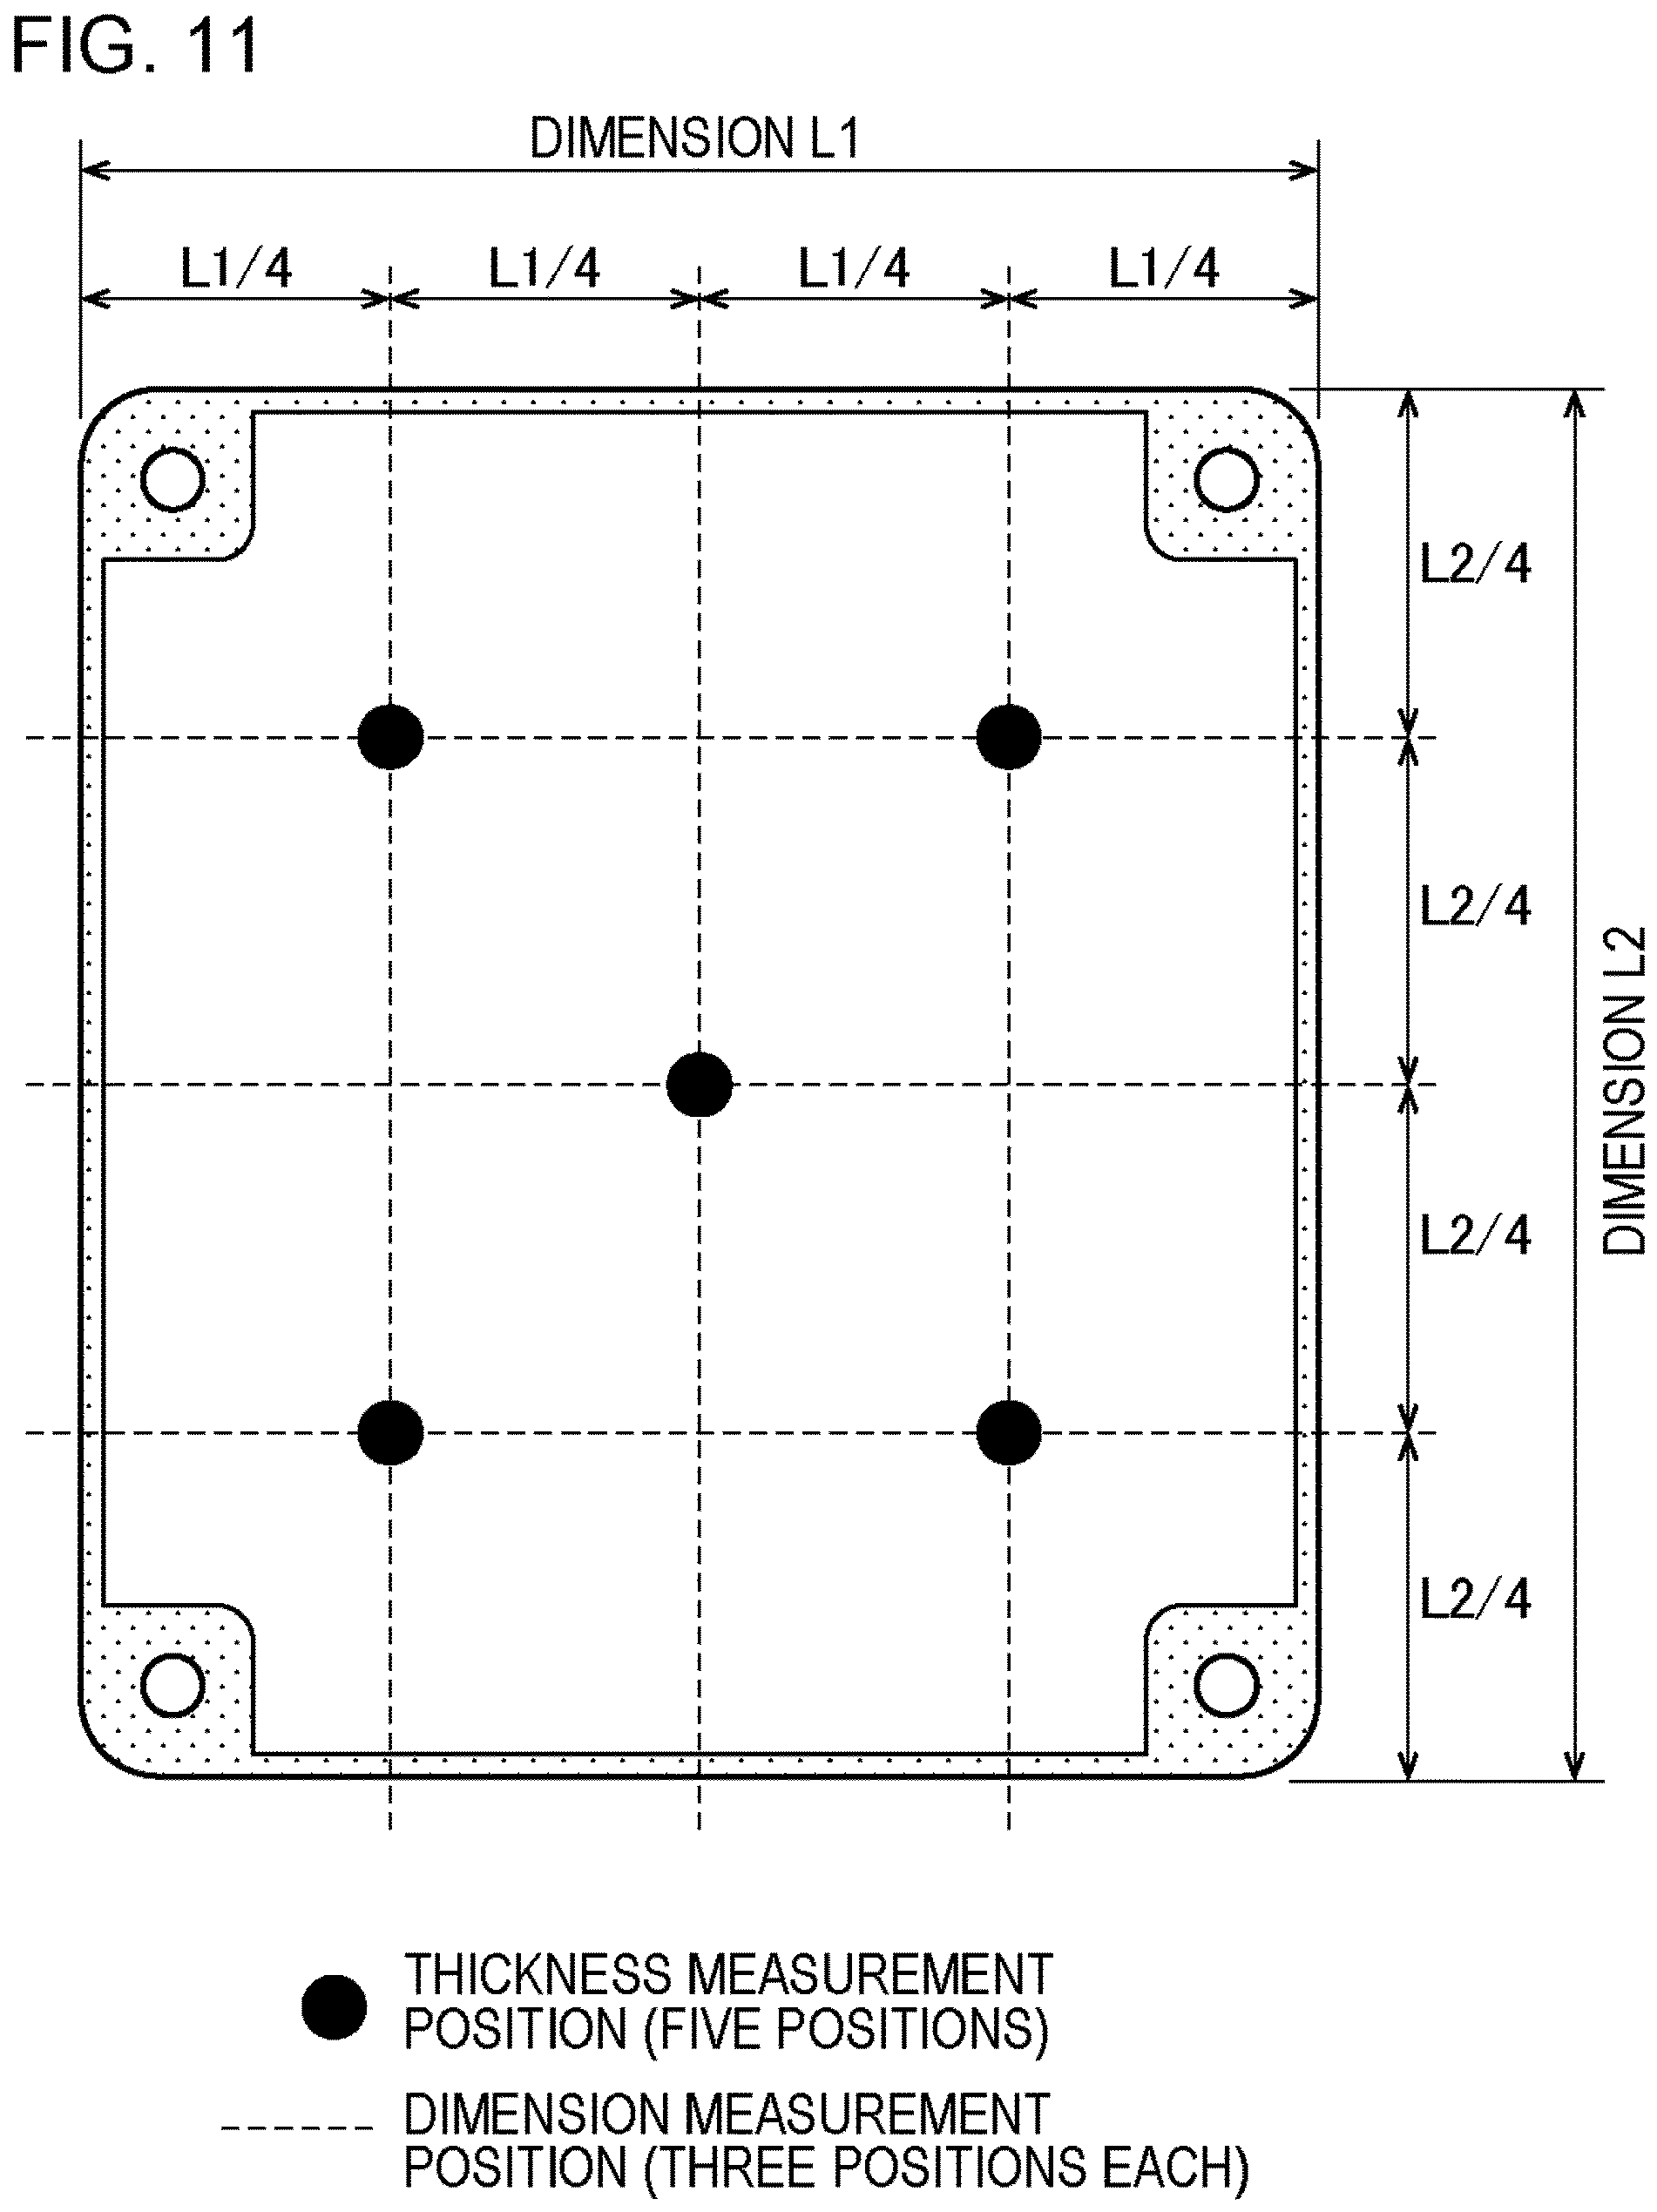 FIG. 11
DIMENSION L1
L1/4 L1/4 L1/4 L1/4
L2/4
L2/4
DIMENSION L2
L2/4
L2/4
THICKNESS MEASUREMENT
POSITION (FIVE POSITIONS)
DIMENSION MEASUREMENT
POSITION (THREE POSITIONS EACH)